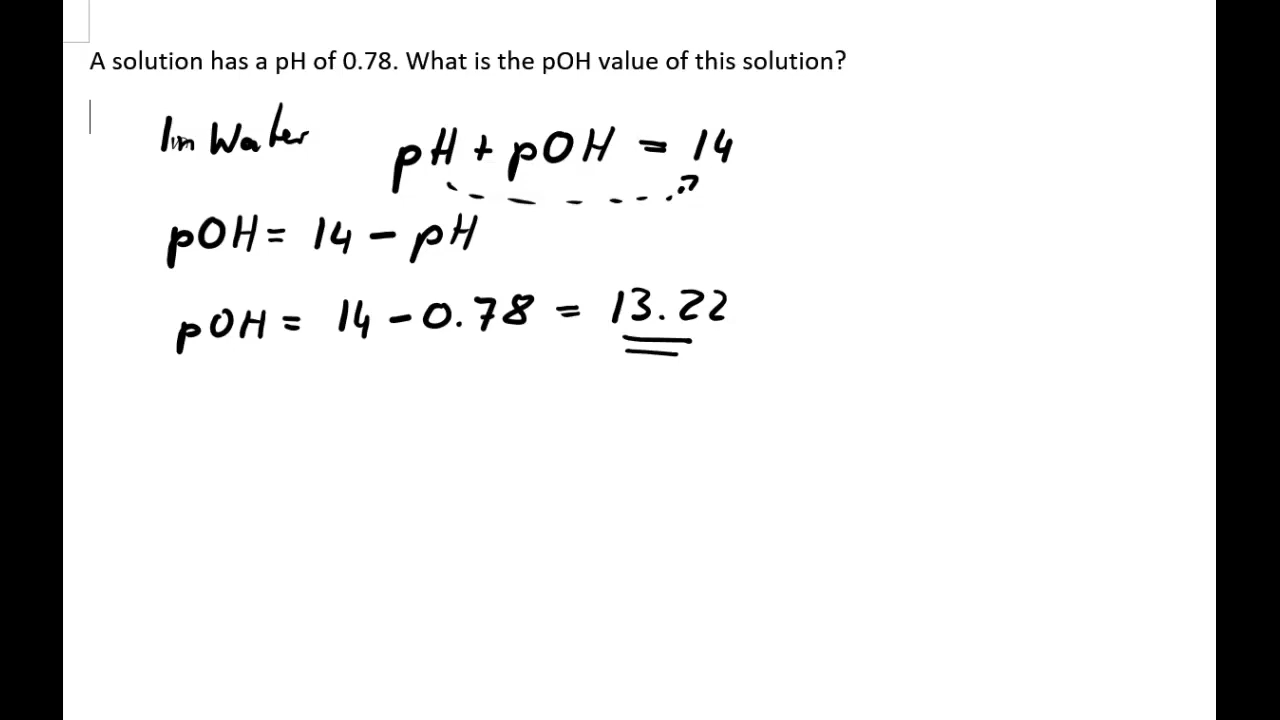 A solution has a pH of 0.78. What is the pOH value of this solution?
In Water pH + pOH = 14
pOH = 14 - pH
pOH = 14 - 0.78 = 13.22